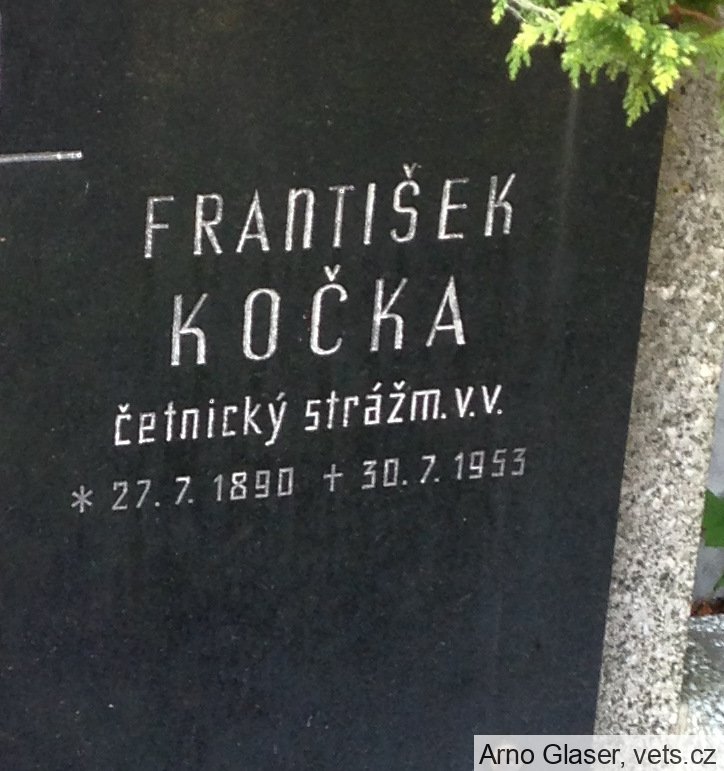 FRANTIŠEK
KOČKA
četnický strážm.v.v.
* 27.7.1890 + 30.7.1953
Arno Glaser, vets.cz